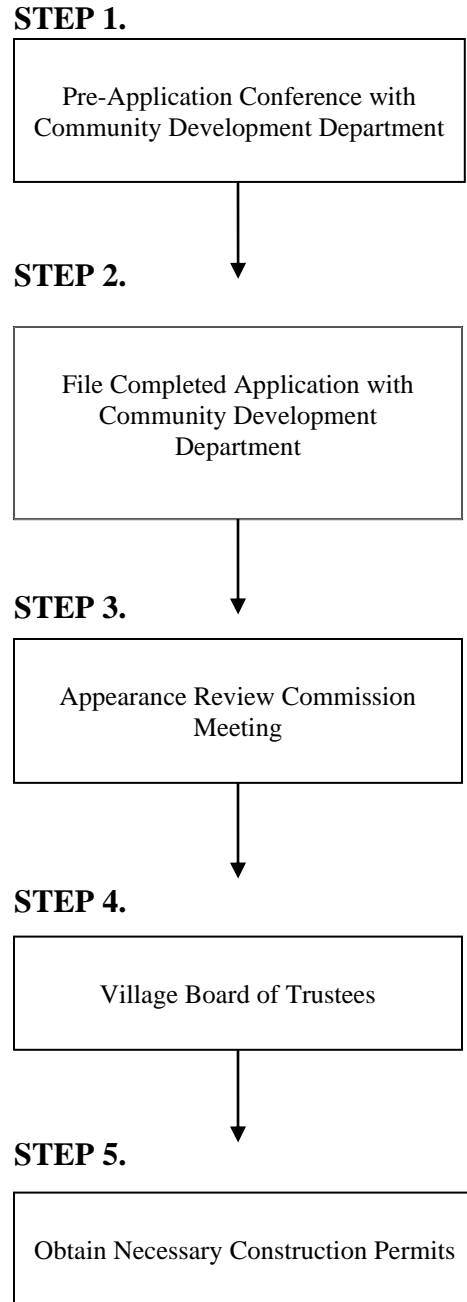 STEP 1.
Pre-Application Conference with
Community Development Department
STEP 2.
File Completed Application with
Community Development
Department
STEP 3.
Appearance Review Commission
Meeting
STEP 4.
Village Board of Trustees
STEP 5.
Obtain Necessary Construction Permits